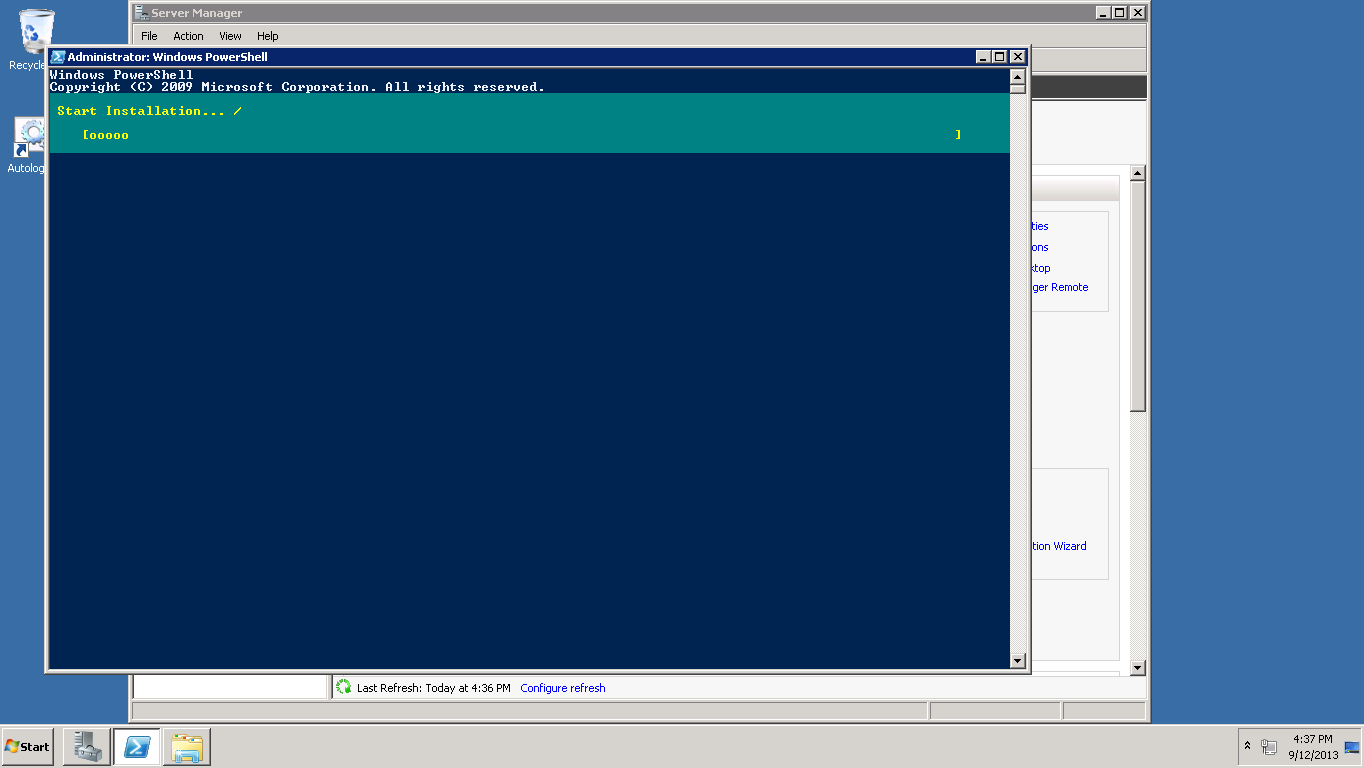 Server Manager
File Action View Help
Recycle
Administrator: Windows PowerShell
Windows PowerShell
Copyright (C) 2009 Microsoft Corporation. All rights reserved.
Start Installation... /
[ooooo ]
Autolog
ties
ons
ktop
ger Remote
tion Wizard
Last Refresh: Today at 4:36 PM Configure refresh
Start
4:37 PM
9/12/2013